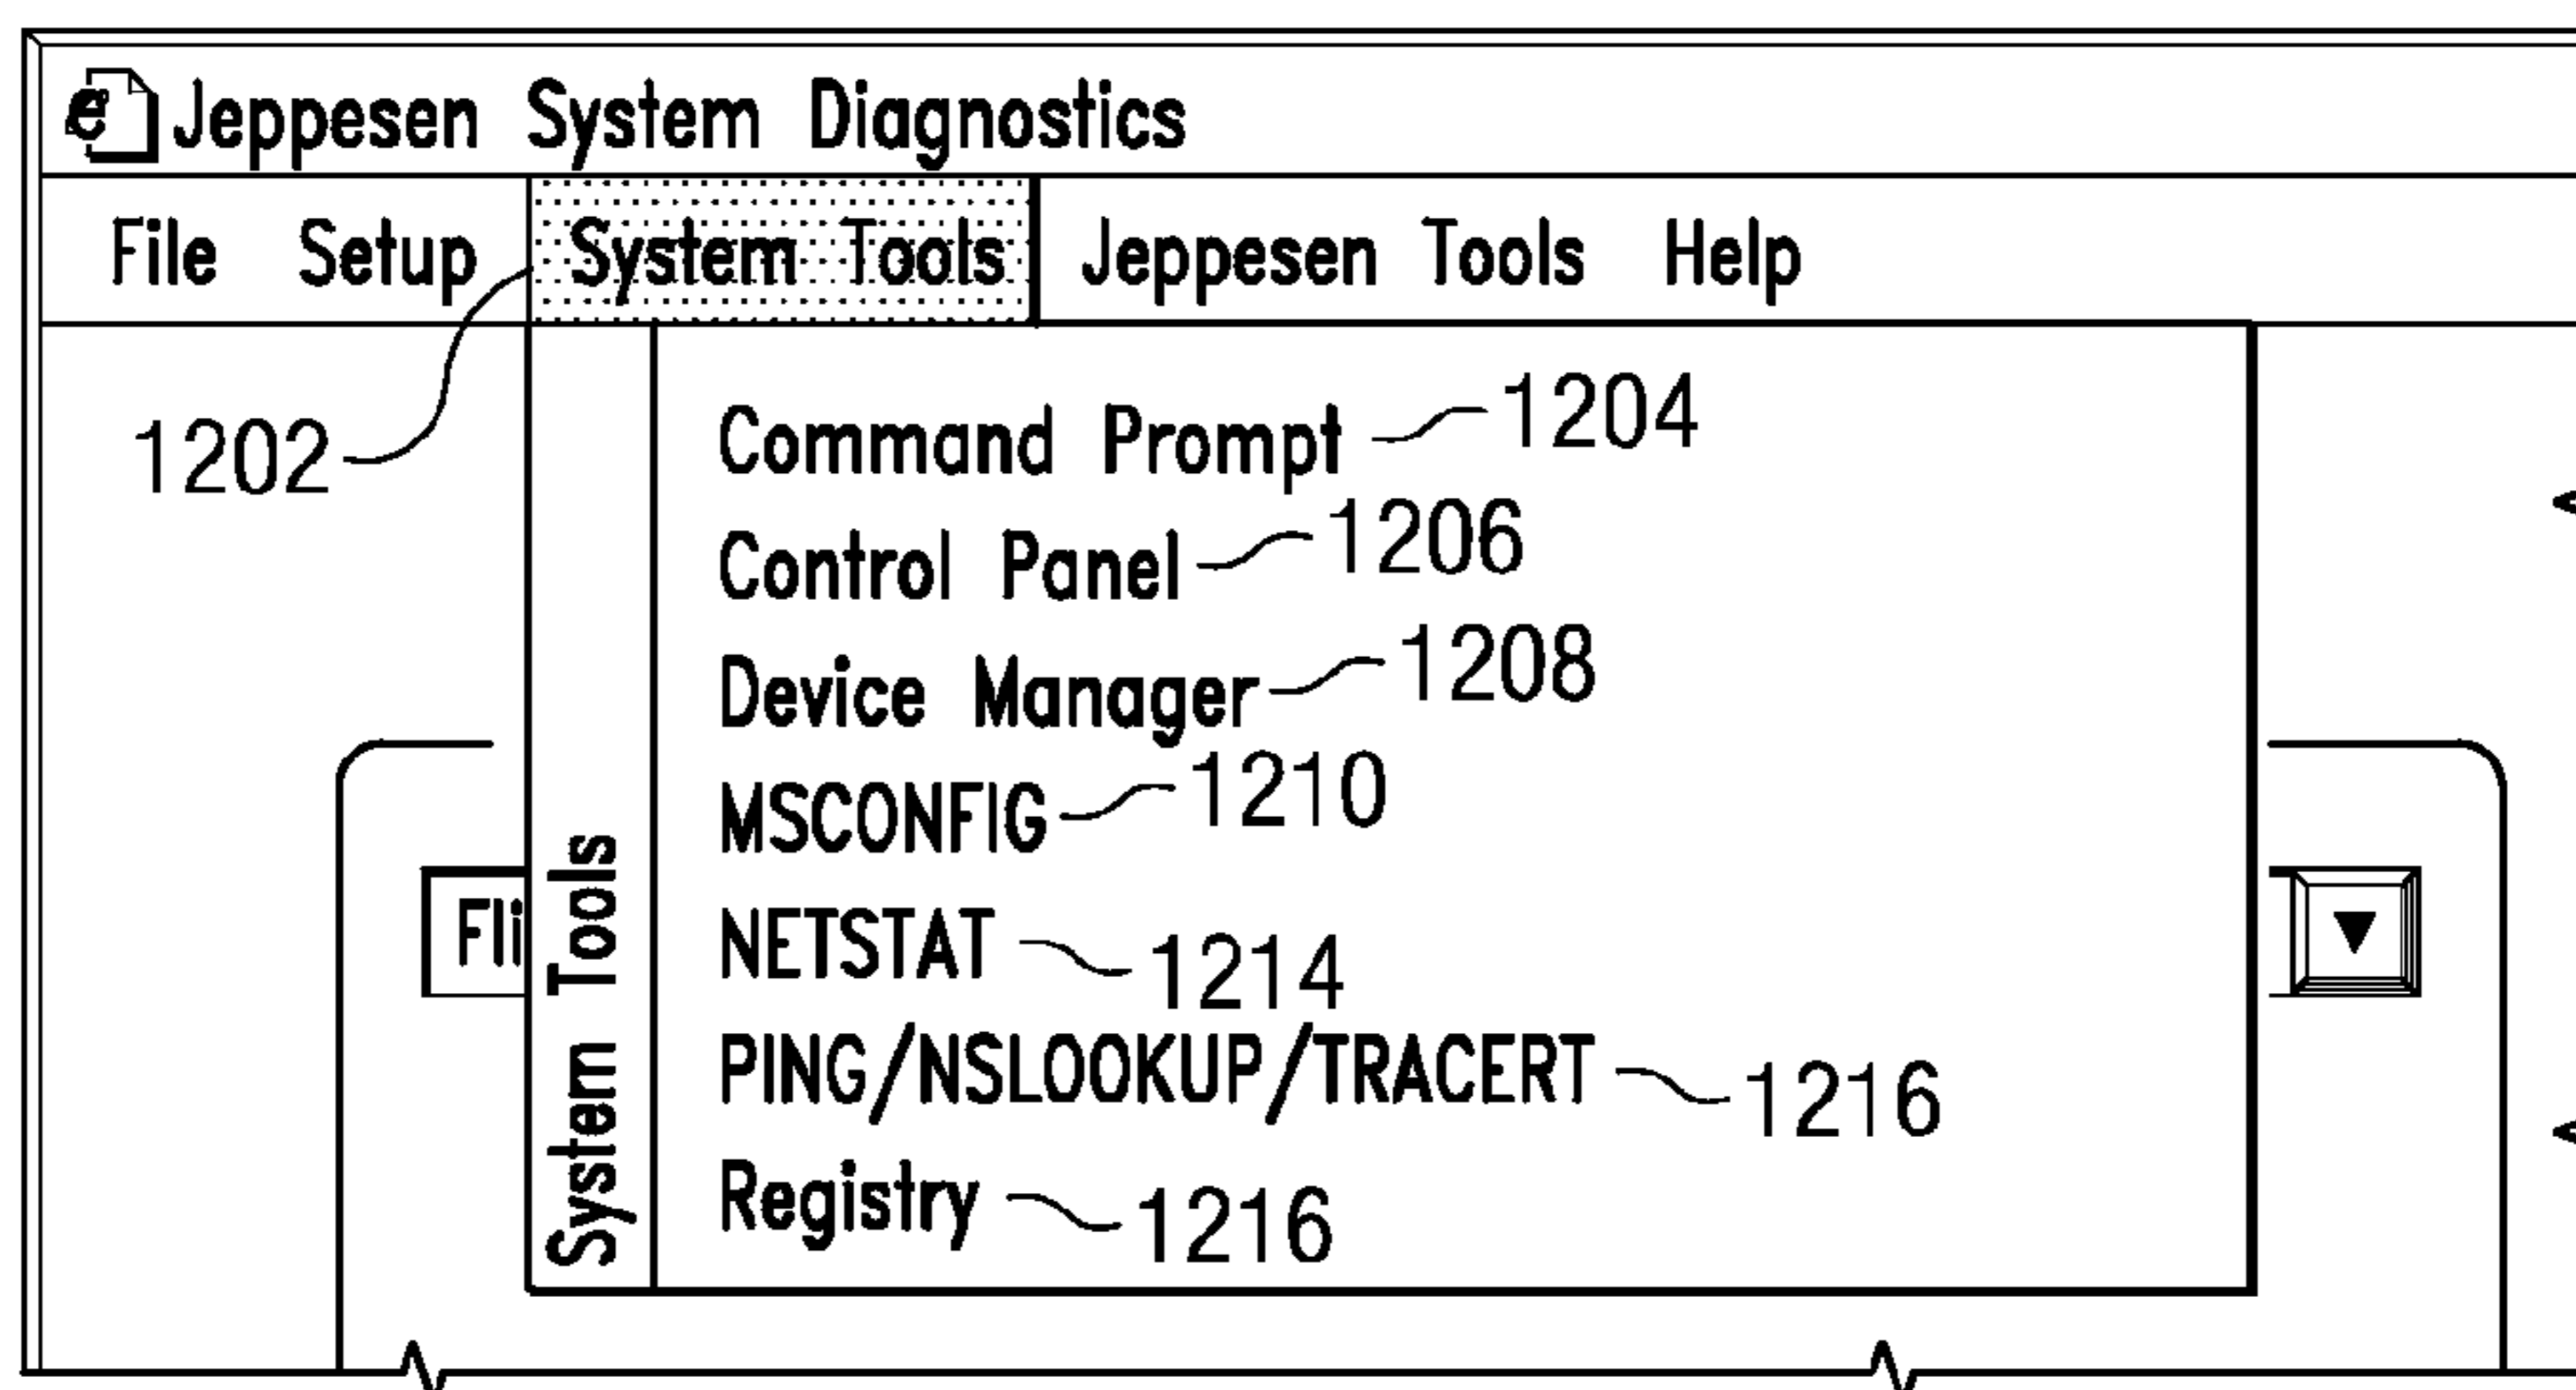 Jeppesen System Diagnostics
File Setup System Tools Jeppesen Tools Help
1202
Command Prompt 1204
Control Panel 1206
Device Manager 1208
MSCONFIG 1210
NETSTAT 1214
PING/NSLOOKUP/TRACERT 1216
Registry 1216
System Tools
Fli